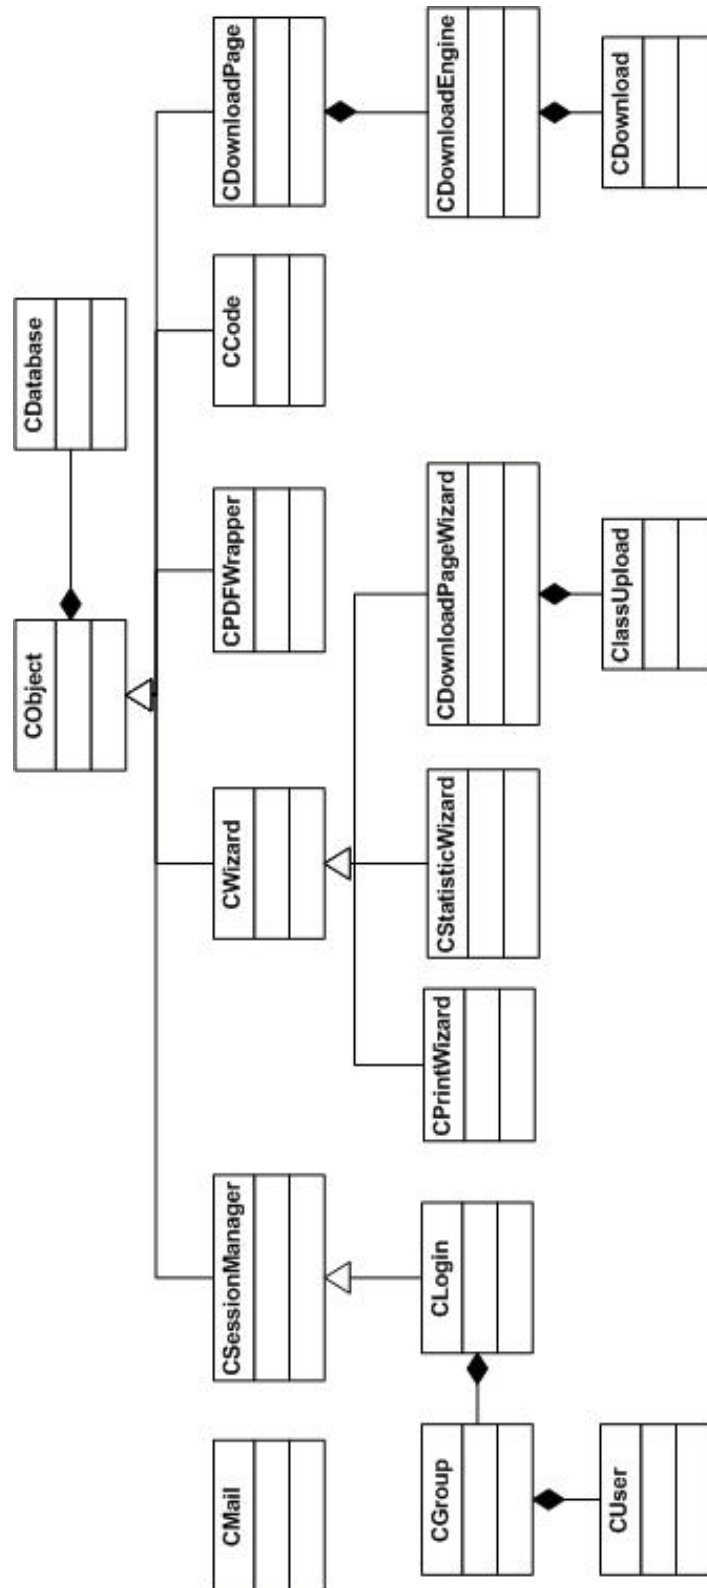 CObject
CDatabase
CMail
CSessionManager
CWizard
CPDFWrapper
CCode
CDownloadPage
CGroup
CLogin
CPrintWizard
CStatisticWizard
CDownloadPageWizard
CDownloadEngine
CUser
ClassUpload
CDownload